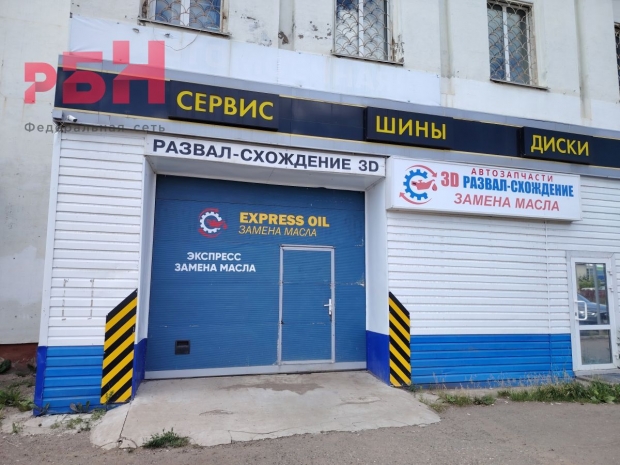 РБН
Федеральная сеть
СЕРВИС
ШИНЫ
ДИСКИ
РАЗВАЛ-СХОЖДЕНИЕ 3D
АВТОЗАПЧАСТИ
3D РАЗВАЛ-СХОЖДЕНИЕ
ЗАМЕНА МАСЛА
EXPRESS OIL
ЗАМЕНА МАСЛА
ЭКСПРЕСС
ЗАМЕНА МАСЛА